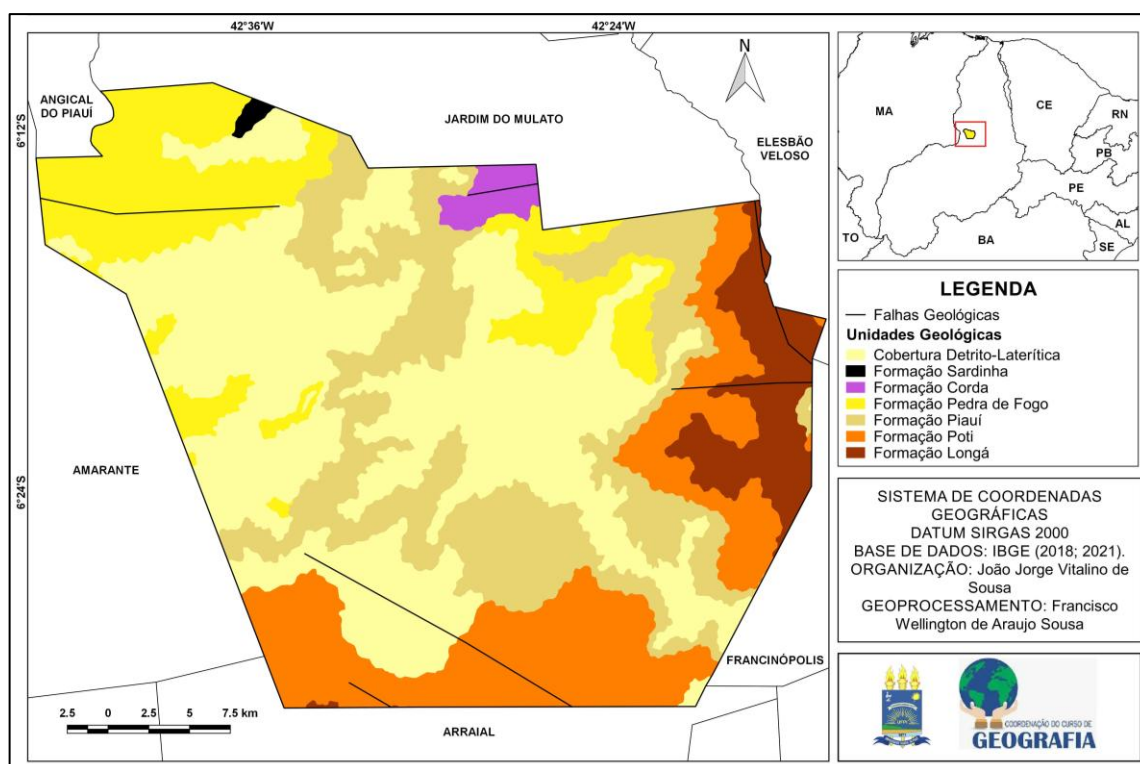 42°36'W
42°24'W
6°12'S
6°24'S
N
ANGICAL
DO PIAUÍ
JARDIM DO MULATO
ELESBÃO
VELOSO
AMARANTE
FRANCINÓPOLIS
ARRAIAL
2.5 0 2.5 5 7.5 km
MA
CE
RN
PB
PE
AL
SE
BA
TO
LEGENDA
Falhas Geológicas
Unidades Geológicas
Cobertura Detrito-Laterítica
Formação Sardinha
Formação Corda
Formação Pedra de Fogo
Formação Piauí
Formação Poti
Formação Longá
SISTEMA DE COORDENADAS
GEOGRÁFICAS
DATUM SIRGAS 2000
BASE DE DADOS: IBGE (2018; 2021).
ORGANIZAÇÃO: João Jorge Vitalino de
Sousa
GEOPROCESSAMENTO: Francisco
Wellington de Araujo Sousa
COORDENAÇÃO DO CURSO DE
GEOGRAFIA